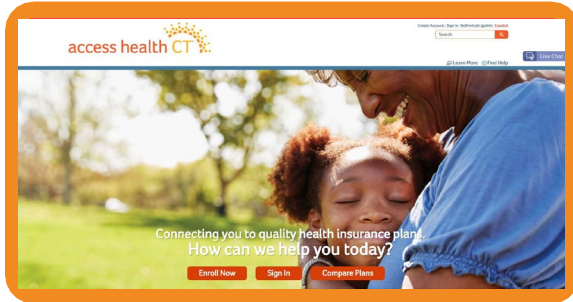 access health CT
Create Account | Sign In
Español
Search
Live Chat
Learn More Find Help
Connecting you to quality health insurance plans.
How can we help you today?
Enroll Now Sign In Compare Plans